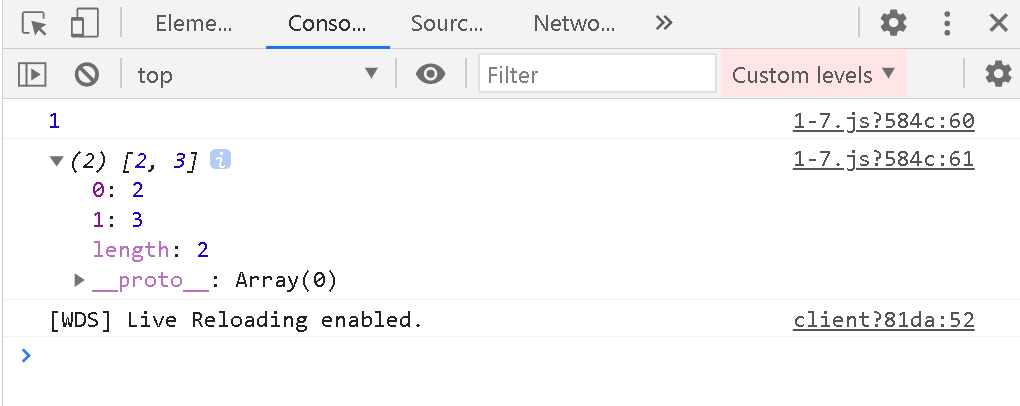 Eleme... Conso... Sourc... Netwo...
top Filter Custom levels
1 1-7.js?584c:60
(2) [2, 3] i 1-7.js?584c:61
0: 2
1: 3
length: 2
__proto__: Array(0)
[WDS] Live Reloading enabled. client?81da:52